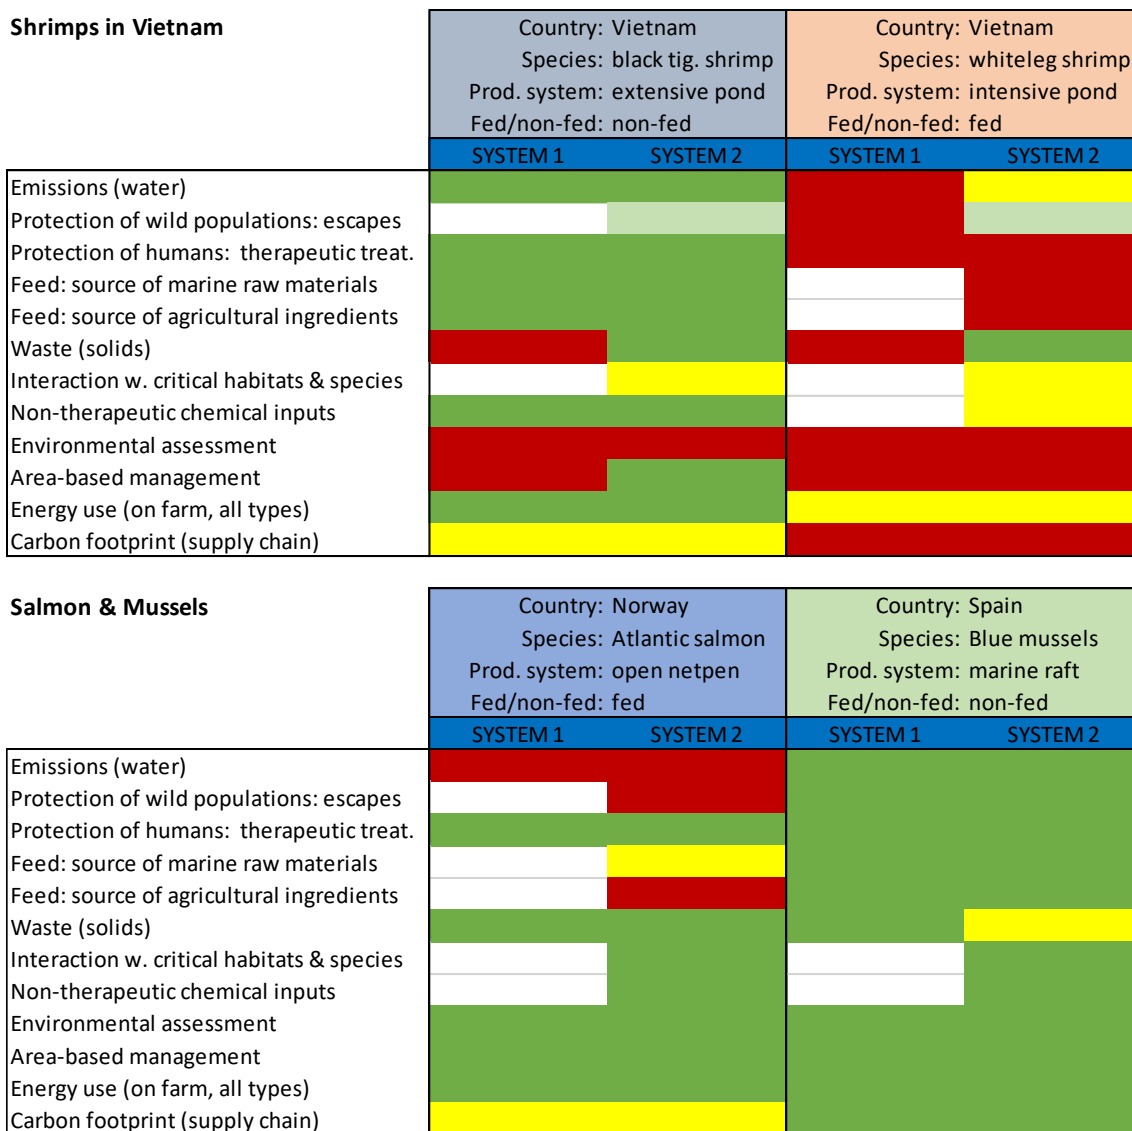 Shrimps in Vietnam
Country: Vietnam
Species: black tig. shrimp
Prod. system: extensive pond
Fed/non-fed: non-fed
Country: Vietnam
Species: whiteleg shrimp
Prod. system: intensive pond
Fed/non-fed: fed
SYSTEM 1 SYSTEM 2 SYSTEM 1 SYSTEM 2
Emissions (water)
Protection of wild populations: escapes
Protection of humans: therapeutic treat.
Feed: source of marine raw materials
Feed: source of agricultural ingredients
Waste (solids)
Interaction w. critical habitats & species
Non-therapeutic chemical inputs
Environmental assessment
Area-based management
Energy use (on farm, all types)
Carbon footprint (supply chain)
Salmon & Mussels
Country: Norway
Species: Atlantic salmon
Prod. system: open netpen
Fed/non-fed: fed
Country: Spain
Species: Blue mussels
Prod. system: marine raft
Fed/non-fed: non-fed
SYSTEM 1 SYSTEM 2 SYSTEM 1 SYSTEM 2
Emissions (water)
Protection of wild populations: escapes
Protection of humans: therapeutic treat.
Feed: source of marine raw materials
Feed: source of agricultural ingredients
Waste (solids)
Interaction w. critical habitats & species
Non-therapeutic chemical inputs
Environmental assessment
Area-based management
Energy use (on farm, all types)
Carbon footprint (supply chain)